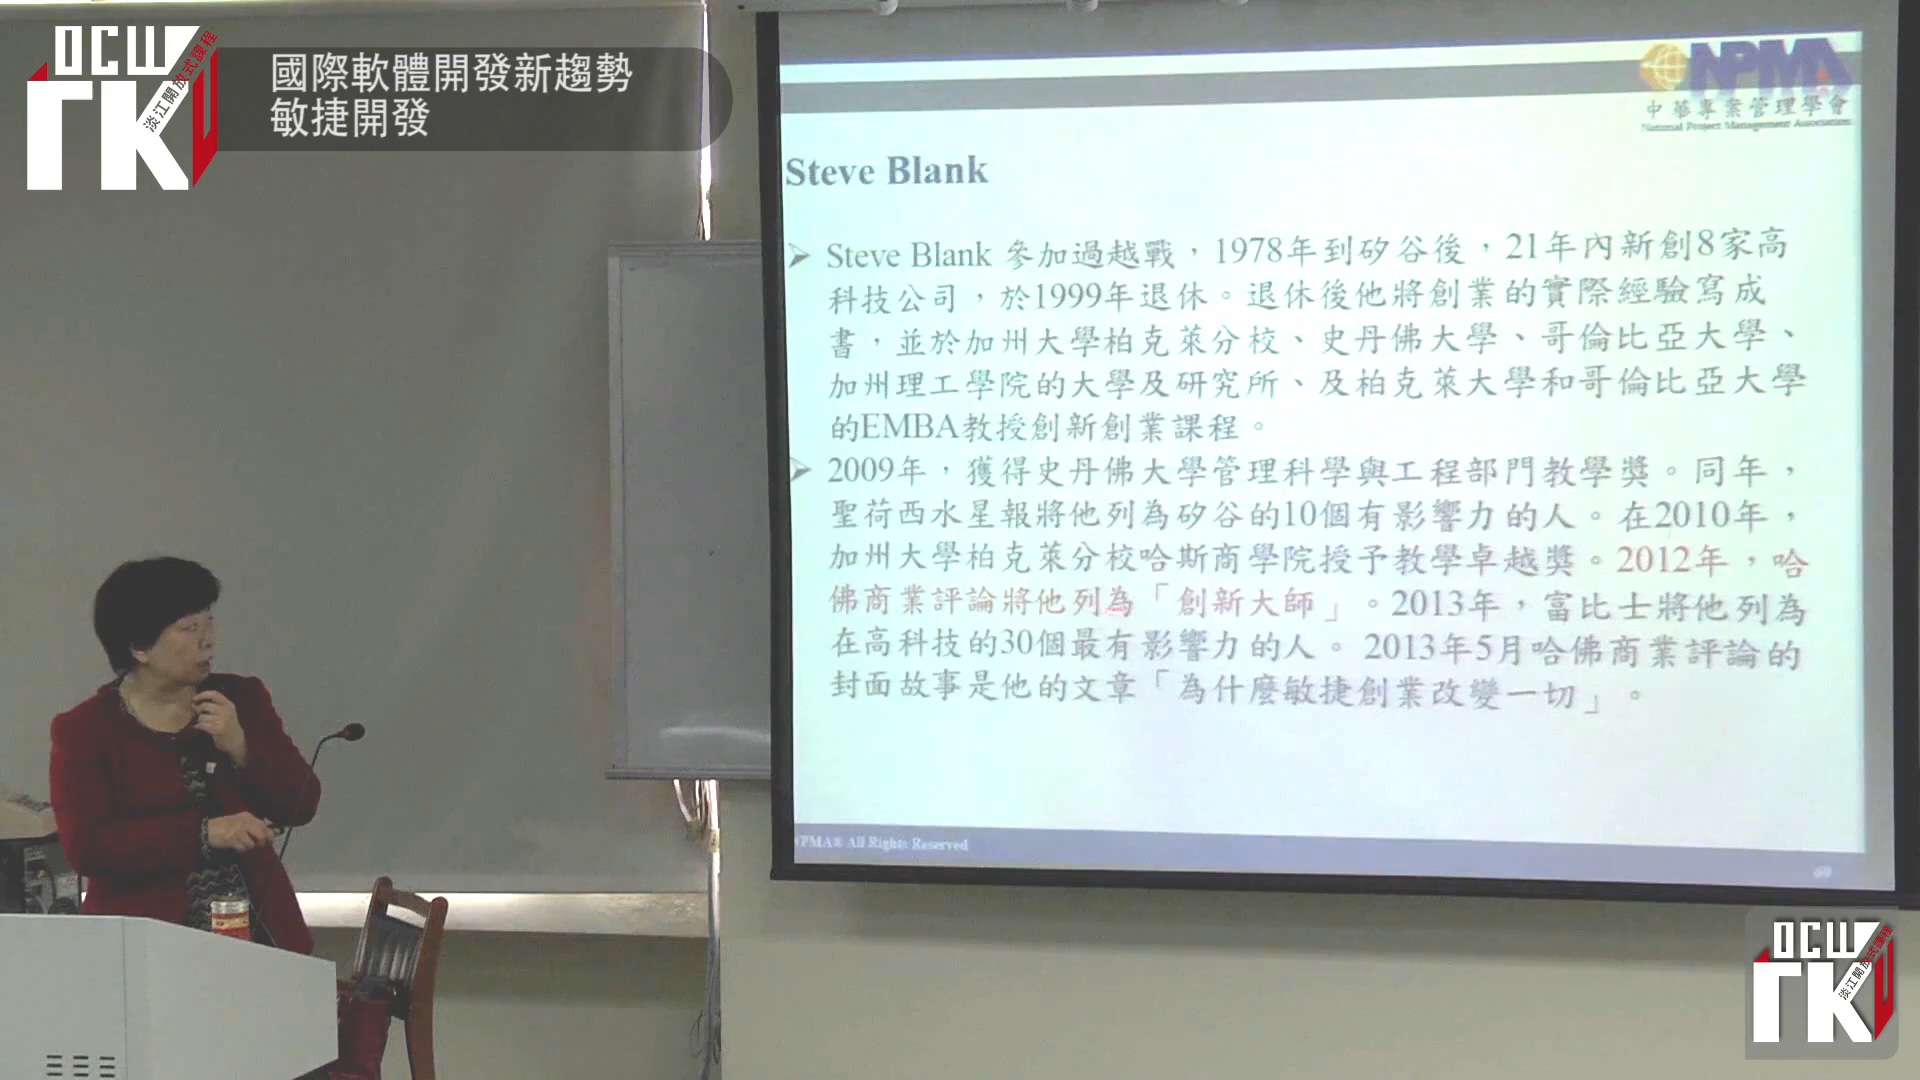 OCW
TKU
淡江開放式課程
國際軟體開發新趨勢
敏捷開發
NPMA
中華專案管理學會
National Project Management Association
Steve Blank
Steve Blank 參加過越戰，1978年到矽谷後，21年內新創8家高
科技公司，於1999年退休。退休後他將創業的實際經驗寫成
書，並於加州大學柏克萊分校、史丹佛大學、哥倫比亞大學、
加州理工學院的大學及研究所、及柏克萊大學和哥倫比亞大學
的EMBA教授創新創業課程。
2009年，獲得史丹佛大學管理科學與工程部門教學獎。同年，
聖荷西水星報將他列為矽谷的10個有影響力的人。在2010年，
加州大學柏克萊分校哈斯商學院授予教學卓越獎。2012年，哈
佛商業評論將他列為「創新大師」。2013年，富比士將他列為
在高科技的30個最有影響力的人。2013年5月哈佛商業評論的
封面故事是他的文章「為什麼敏捷創業改變一切」。
NPMA® All Rights Reserved
OCW
TKU
淡江開放式課程